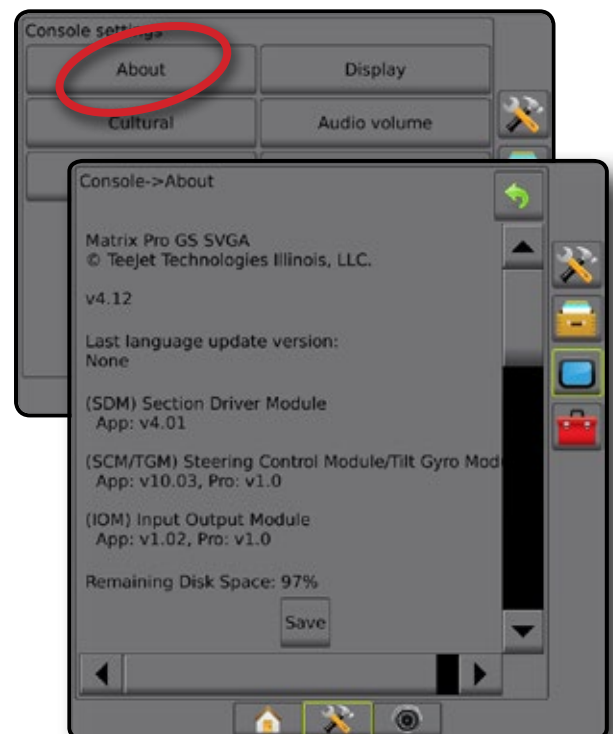 Console settings
About
Display
Cultural
Audio volume
Console->About
Matrix Pro GS SVGA
© TeeJet Technologies Illinois, LLC.
v4.12
Last language update version:
None
(SDM) Section Driver Module
App: v4.01
(SCM/TGM) Steering Control Module/Tilt Gyro Mod
App: v10.03, Pro: v1.0
(IOM) Input Output Module
App: v1.02, Pro: v1.0
Remaining Disk Space: 97%
Save